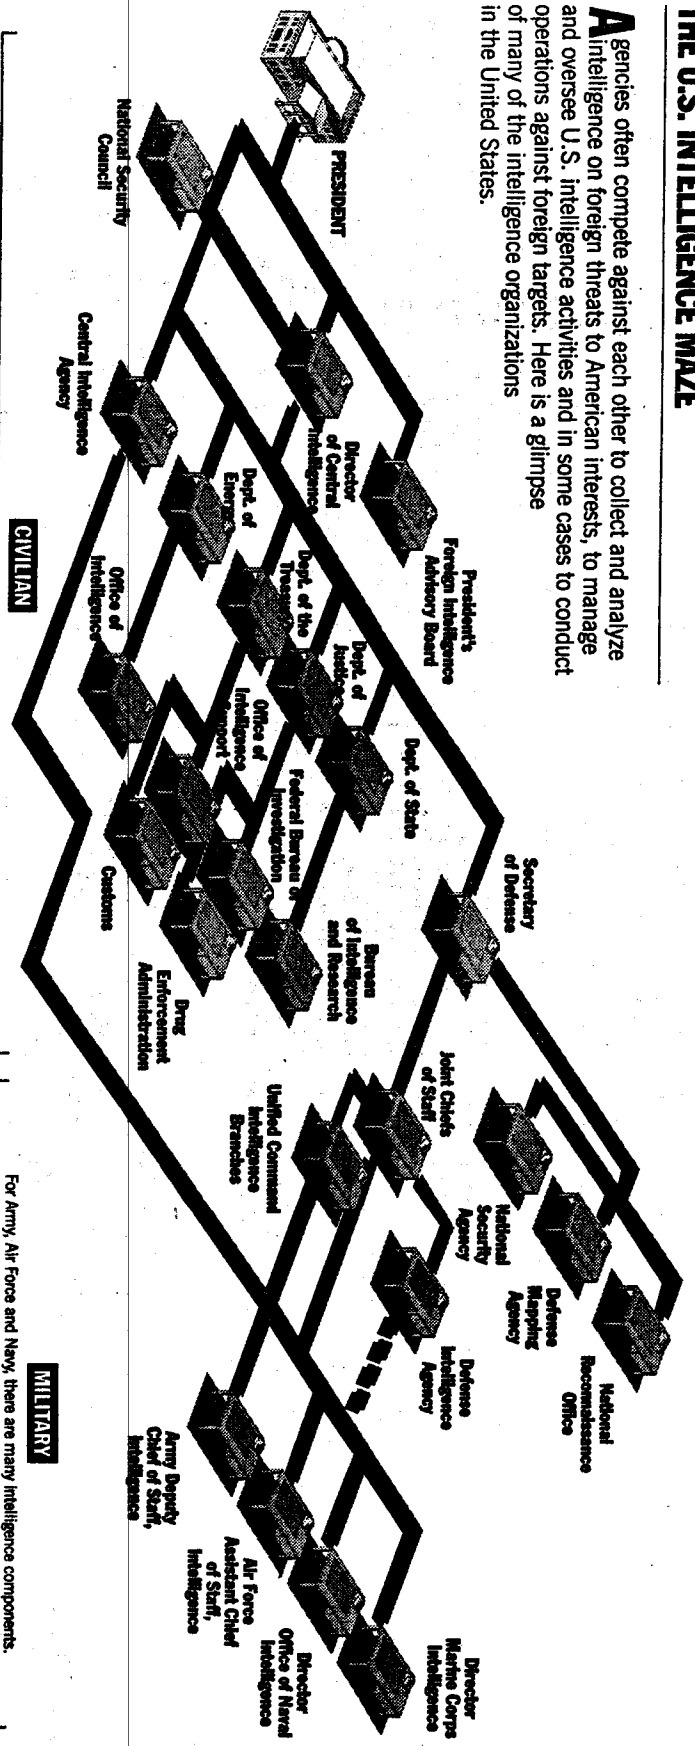 THE U.S. INTELLIGENCE MAZE
Agencies often compete against each other to collect and analyze
intelligence on foreign threats to American interests, to manage
and oversee U.S. intelligence activities and in some cases to conduct
operations against foreign targets. Here is a glimpse
of many of the intelligence organizations
in the United States.
PRESIDENT
National Security
Council
President's
Foreign Intelligence
Advisory Board
Director
of Central
Intelligence
Central Intelligence
Agency
Dept. of
Energy
Dept. of the
Treasury
Dept. of
Justice
Dept. of State
Office of
Intelligence
Office of
Intelligence
Support
Federal Bureau of
Investigation
Bureau
of Intelligence
and Research
Customs
Drug
Enforcement
Administration
CIVILIAN
Secretary
of Defense
Joint Chiefs
of Staff
National
Security
Agency
Defense
Mapping
Agency
National
Reconnaissance
Office
Unified Command
Intelligence
Branches
Defense
Intelligence
Agency
Army Deputy
Chief of Staff,
Intelligence
Air Force
Assistant Chief
of Staff,
Intelligence
Director
Office of Naval
Intelligence
Director
Marine Corps
Intelligence
MILITARY
For Army, Air Force and Navy, there are many intelligence components.